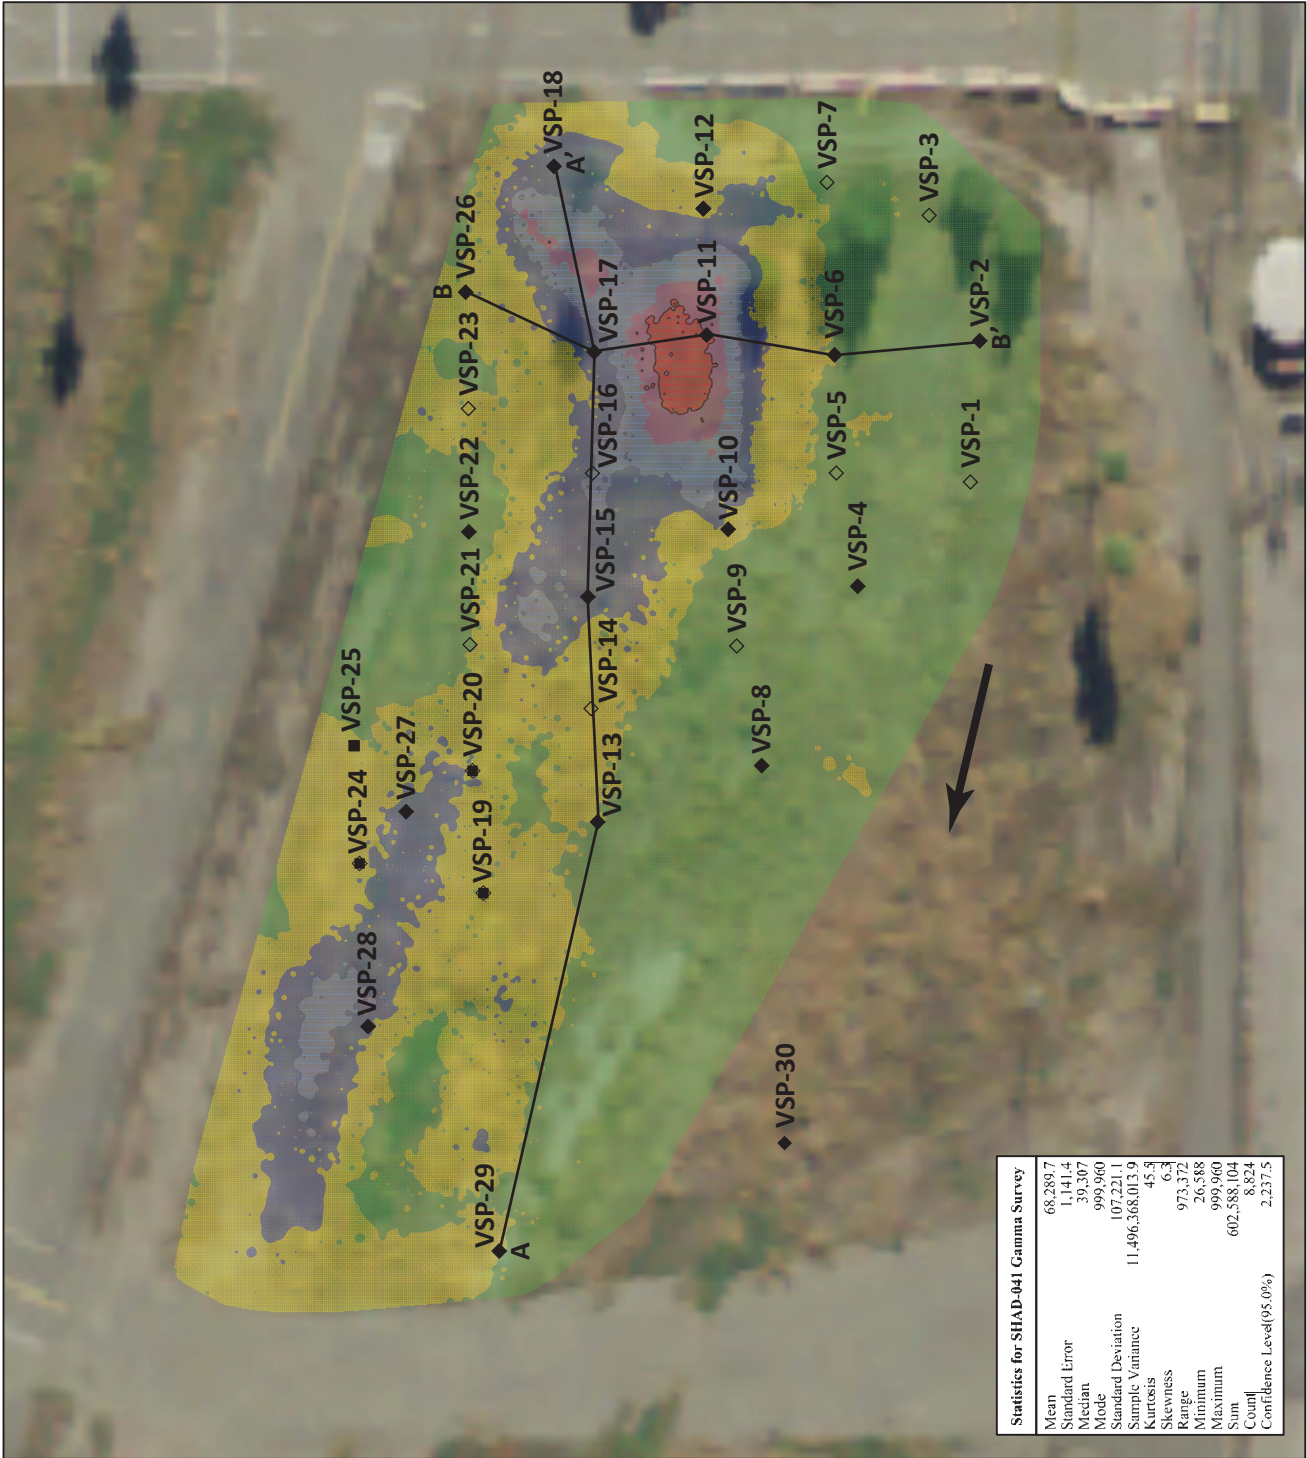 VSP-18
A'
VSP-12
VSP-7
VSP-3
B
VSP-26
VSP-23
VSP-17
VSP-11
VSP-6
VSP-2
B'
VSP-22
VSP-16
VSP-10
VSP-5
VSP-1
VSP-21
VSP-15
VSP-9
VSP-4
VSP-25
VSP-20
VSP-14
VSP-8
VSP-24
VSP-27
VSP-19
VSP-13
VSP-28
VSP-30
VSP-29
A
Statistics for SHAD-041 Gamma Survey
Mean 68,289.7
Standard Error 1,141.4
Median 39,307
Mode 999,960
Standard Deviation 107,221.1
Sample Variance 11,496,368,013.9
Kurtosis 45.5
Skewness 6.3
Range 973,372
Minimum 26,588
Maximum 999,960
Sum 602,588,104
Count 8,824
Confidence Level(95.0%) 2,237.5